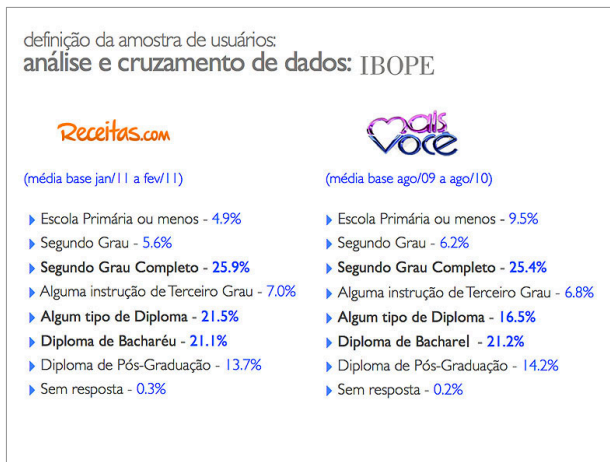 definição da amostra de usuários:
análise e cruzamento de dados: IBOPE
Receitas.com
(média base jan/11 a fev/11)
Escola Primária ou menos - 4.9%
Segundo Grau - 5.6%
Segundo Grau Completo - 25.9%
Alguma instrução de Terceiro Grau - 7.0%
Algum tipo de Diploma - 21.5%
Diploma de Bacharéu - 21.1%
Diploma de Pós-Graduação - 13.7%
Sem resposta - 0.3%
mais
voce
(média base ago/09 a ago/10)
Escola Primária ou menos - 9.5%
Segundo Grau - 6.2%
Segundo Grau Completo - 25.4%
Alguma instrução de Terceiro Grau - 6.8%
Algum tipo de Diploma - 16.5%
Diploma de Bacharel - 21.2%
Diploma de Pós-Graduação - 14.2%
Sem resposta - 0.2%